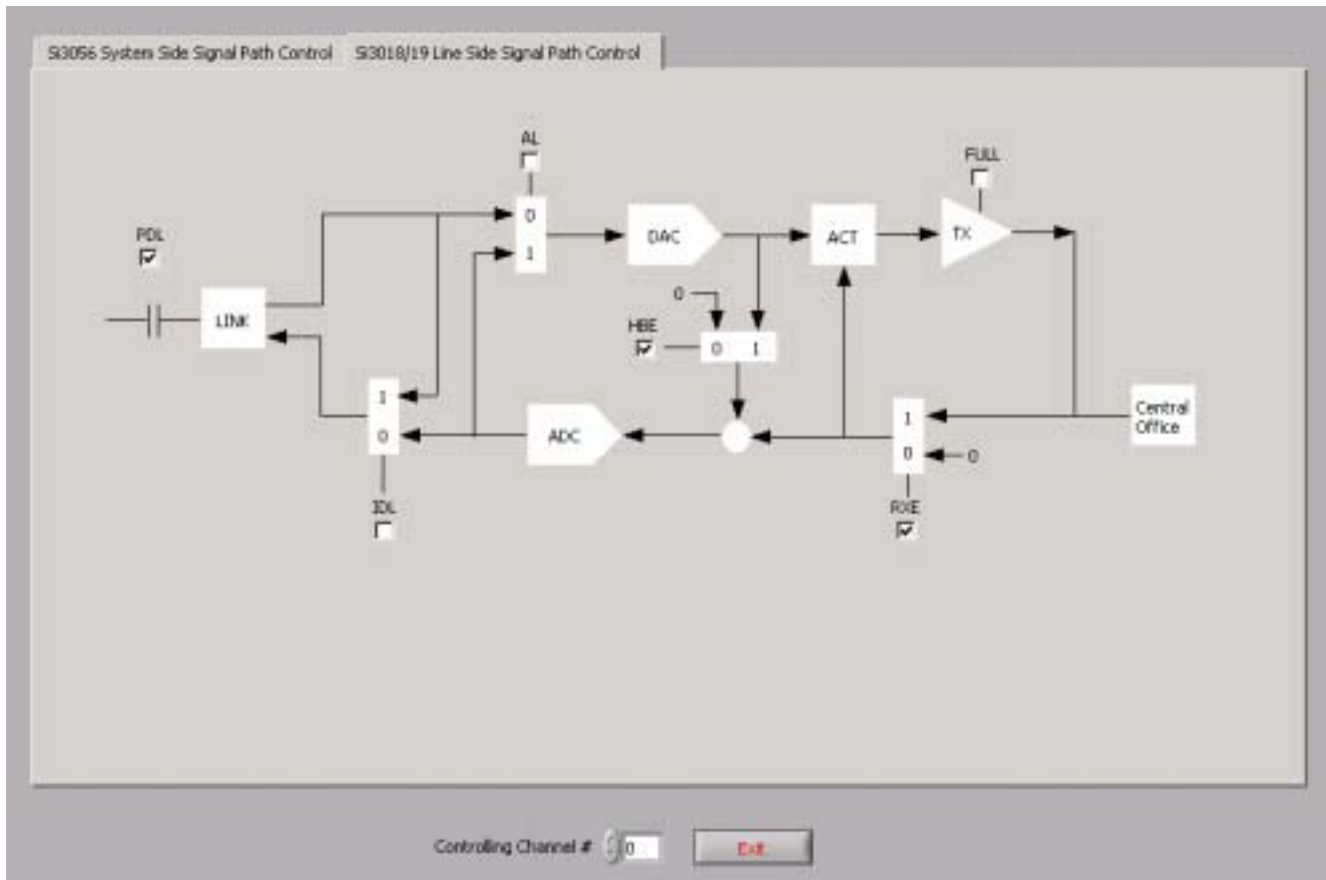 Si3056 System Side Signal Path Control
Si3018/19 Line Side Signal Path Control
AL
FULL
0
1
DAC
ACT
TX
PDL
LINK
0
HBE
0 1
1
0
ADC
1
0
0
Central
Office
IDL
RXE
Controlling Channel #
0
Exit